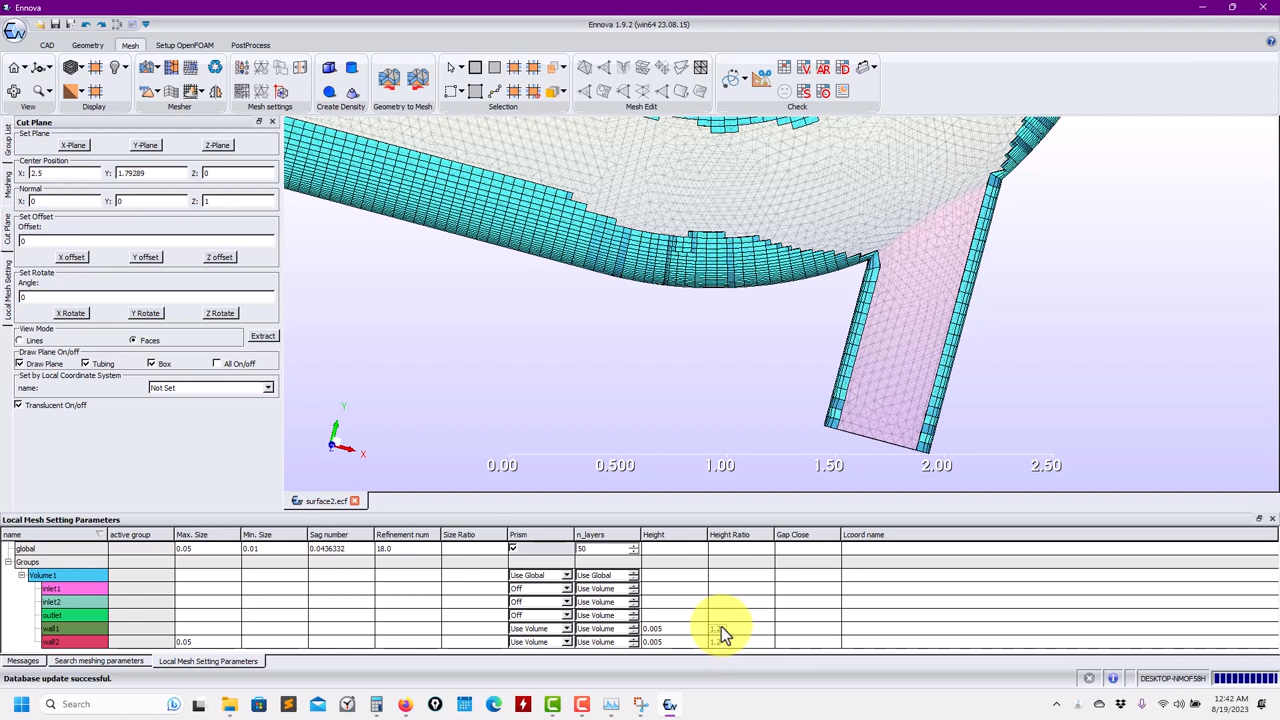 Ennova
Ennova 1.9.2 (win64 23.08.15)
CAD Geometry Mesh Setup OpenFOAM PostProcess
View Display Mesher Mesh settings Create Density Geometry to Mesh Selection Mesh Edit Check
Cut Plane
Group List
Meshing
Cut Plane
Local Mesh Setting
Set Plane
X-Plane Y-Plane Z-Plane
Center Position
X: 2.5 Y: 1.79289 Z: 0
Normal
X: 0 Y: 0 Z: 1
Set Offset
Offset:
0
X offset Y offset Z offset
Set Rotate
Angle:
0
X Rotate Y Rotate Z Rotate
View Mode
Lines Faces Extract
Draw Plane On/off
Draw Plane Tubing Box All On/off
Set by Local Coordinate System
name: Not Set
Translucent On/off
Y
X
0.00 0.500 1.00 1.50 2.00 2.50
surface2.ecf
Local Mesh Setting Parameters
name active group Max. Size Min. Size Sag number Refinement num Size Ratio Prism n_layers Height Height Ratio Gap Close Lcoord name
global 0.05 0.01 0.0436332 18.0 50
Groups
Volume1 Use Global Use Global
inlet1 Off Use Volume
inlet2 Off Use Volume
outlet Off Use Volume
wall1 Use Volume Use Volume 0.005
wall2 0.05 Use Volume Use Volume 0.005 1.2
Messages Search meshing parameters Local Mesh Setting Parameters
Database update successful. DESKTOP-NMOF58H
Search
12:42 AM
8/19/2023